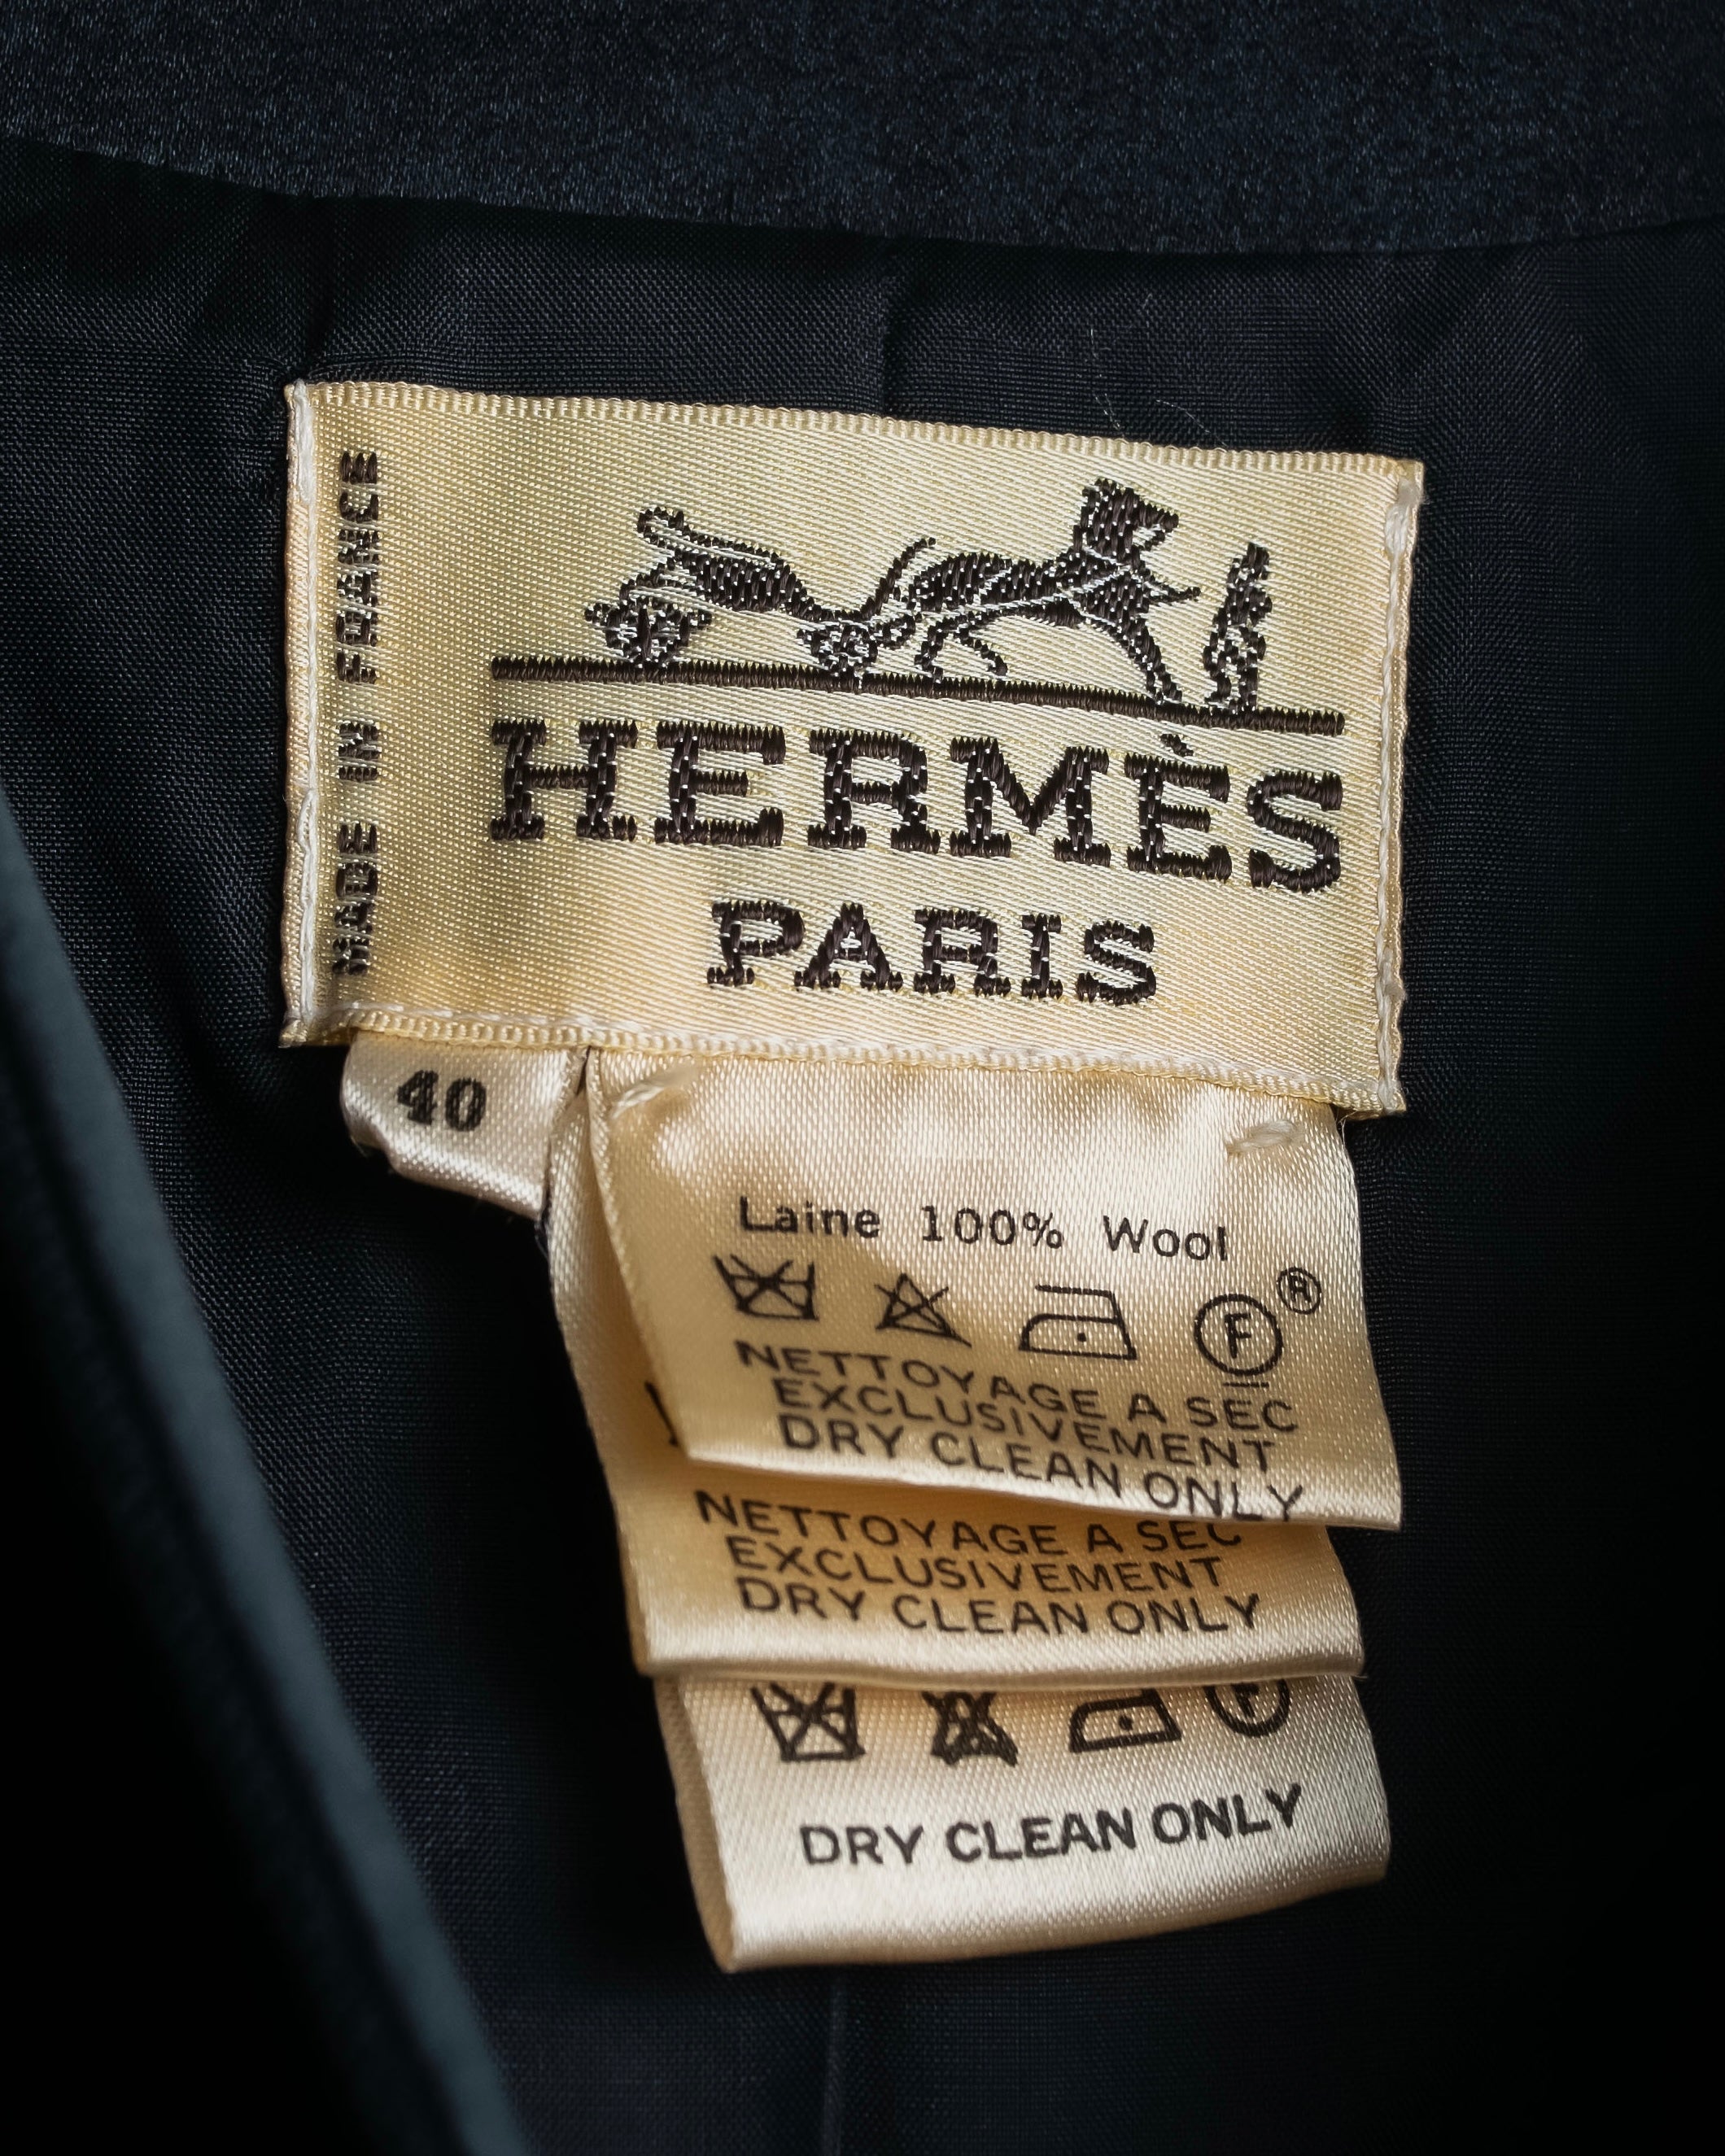 MADE IN FRANCE
HERMÈS
PARIS
40
Laine 100% Wool
F ®
NETTOYAGE A SEC
EXCLUSIVEMENT
DRY CLEAN ONLY
NETTOYAGE A SEC
EXCLUSIVEMENT
DRY CLEAN ONLY
F
DRY CLEAN ONLY